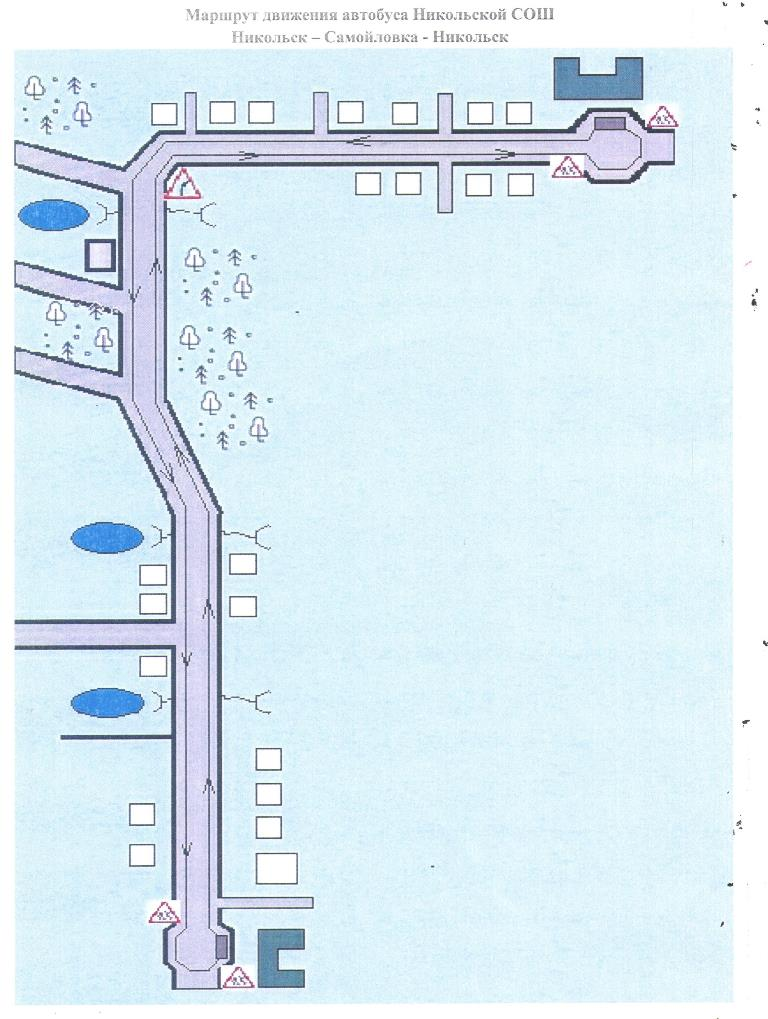 Маршрут движения автобуса Никольской СОШ
Никольск – Самойловка - Никольск